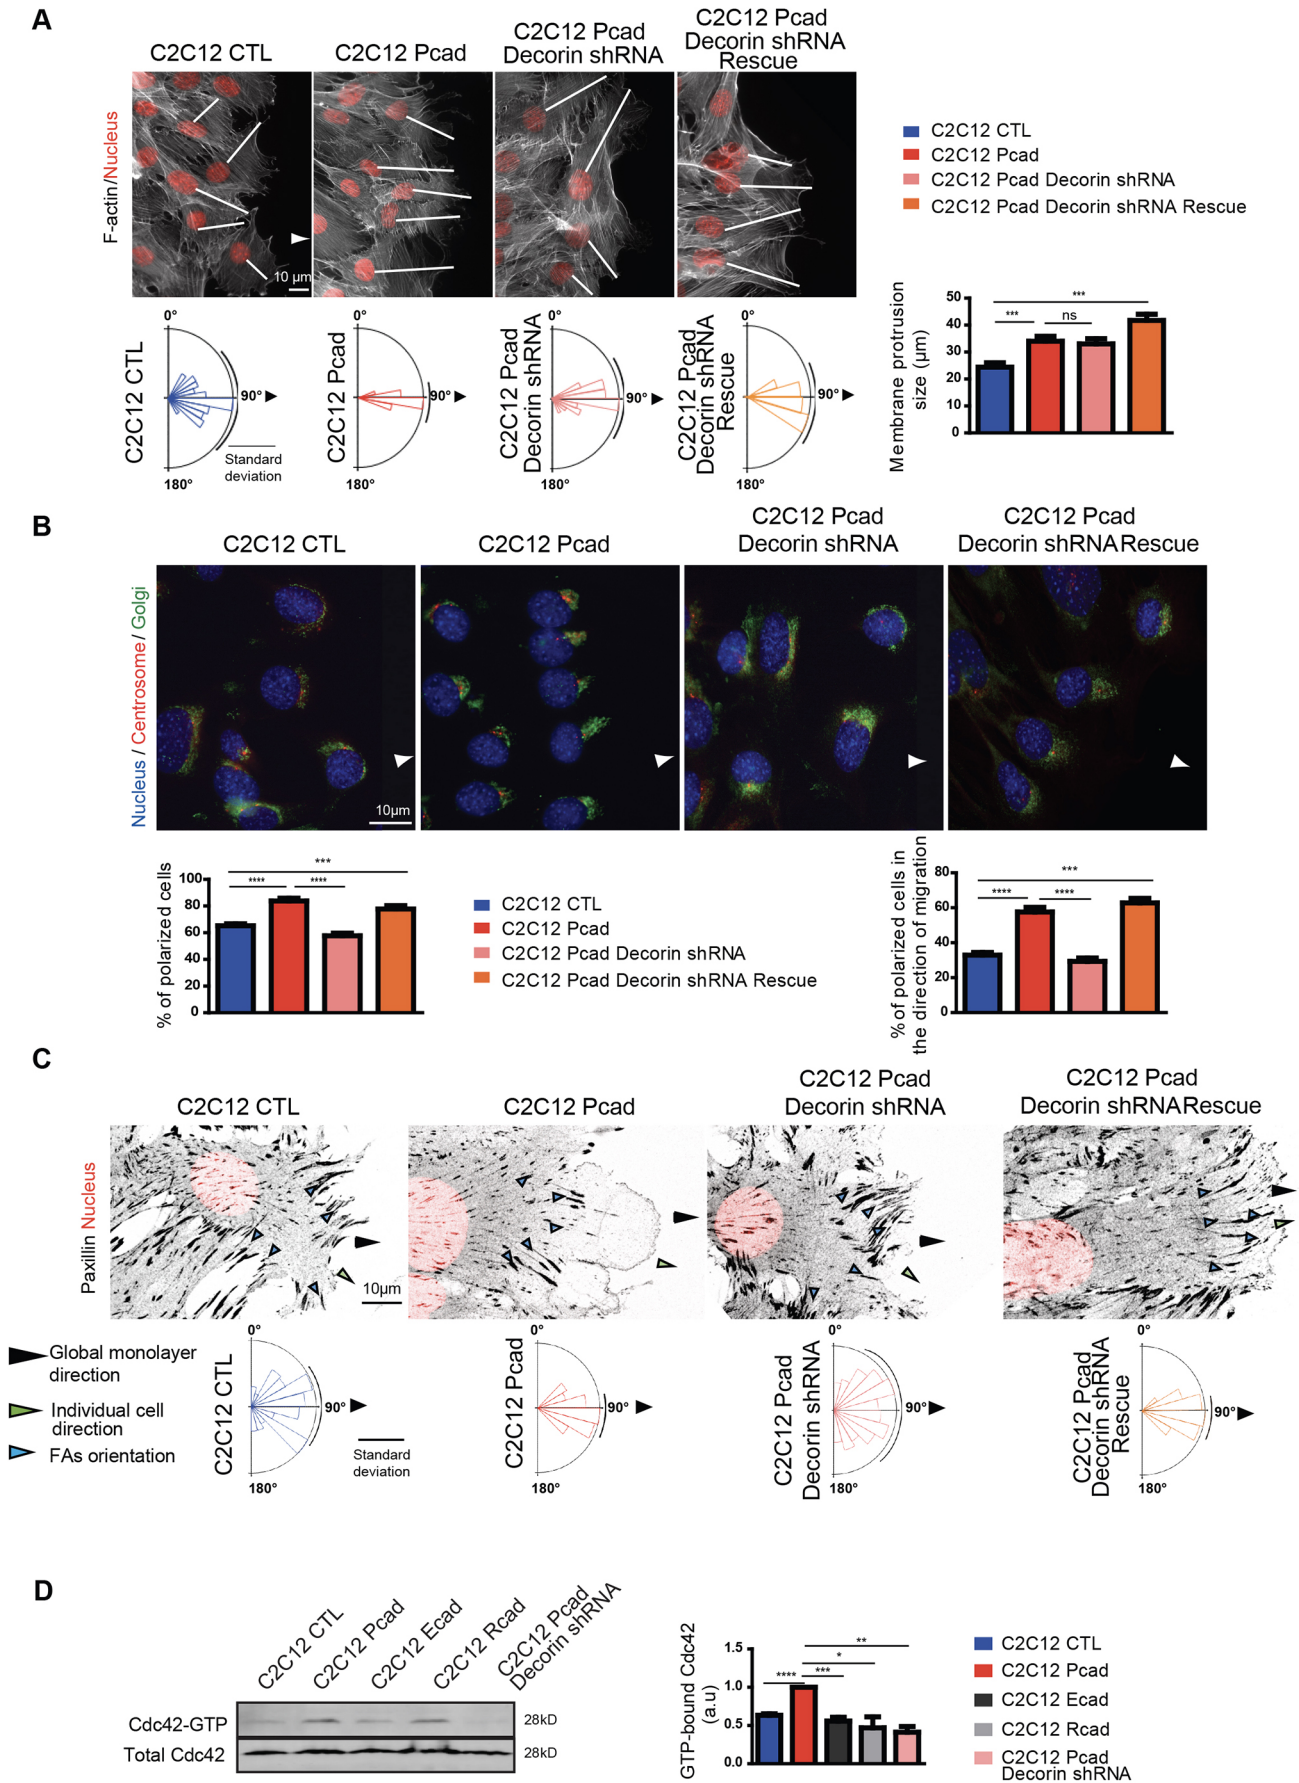 A
C2C12 CTL
C2C12 Pcad
C2C12 Pcad
Decorin shRNA
C2C12 Pcad
Decorin shRNA
Rescue
F-actin/Nucleus
10 µm
C2C12 CTL
C2C12 Pcad
C2C12 Pcad Decorin shRNA
C2C12 Pcad Decorin shRNA Rescue
C2C12 CTL
0°
90°
180°
Standard
deviation
C2C12 Pcad
0°
90°
180°
C2C12 Pcad
Decorin shRNA
0°
90°
180°
C2C12 Pcad
Decorin shRNA
Rescue
0°
90°
180°
Membrane protrusion
size (µm)
50
40
30
20
10
0
***
ns
***
B
C2C12 CTL
C2C12 Pcad
C2C12 Pcad
Decorin shRNA
C2C12 Pcad
Decorin shRNA Rescue
Nucleus / Centrosome / Golgi
10µm
% of polarized cells
100
80
60
40
20
0
***
****
****
C2C12 CTL
C2C12 Pcad
C2C12 Pcad Decorin shRNA
C2C12 Pcad Decorin shRNA Rescue
% of polarized cells in
the direction of migration
80
60
40
20
0
***
****
****
C
C2C12 CTL
C2C12 Pcad
C2C12 Pcad
Decorin shRNA
C2C12 Pcad
Decorin shRNA Rescue
Paxillin Nucleus
10µm
Global monolayer
direction
Individual cell
direction
FAs orientation
C2C12 CTL
0°
90°
180°
Standard
deviation
C2C12 Pcad
0°
90°
180°
C2C12 Pcad
Decorin shRNA
0°
90°
180°
C2C12 Pcad
Decorin shRNA
Rescue
0°
90°
180°
D
C2C12 CTL
C2C12 Pcad
C2C12 Ecad
C2C12 Rcad
C2C12 Pcad
Decorin shRNA
Cdc42-GTP
28kD
Total Cdc42
28kD
GTP-bound Cdc42
(a.u)
1.5
1.0
0.5
0.0
**
*
***
****
C2C12 CTL
C2C12 Pcad
C2C12 Ecad
C2C12 Rcad
C2C12 Pcad
Decorin shRNA